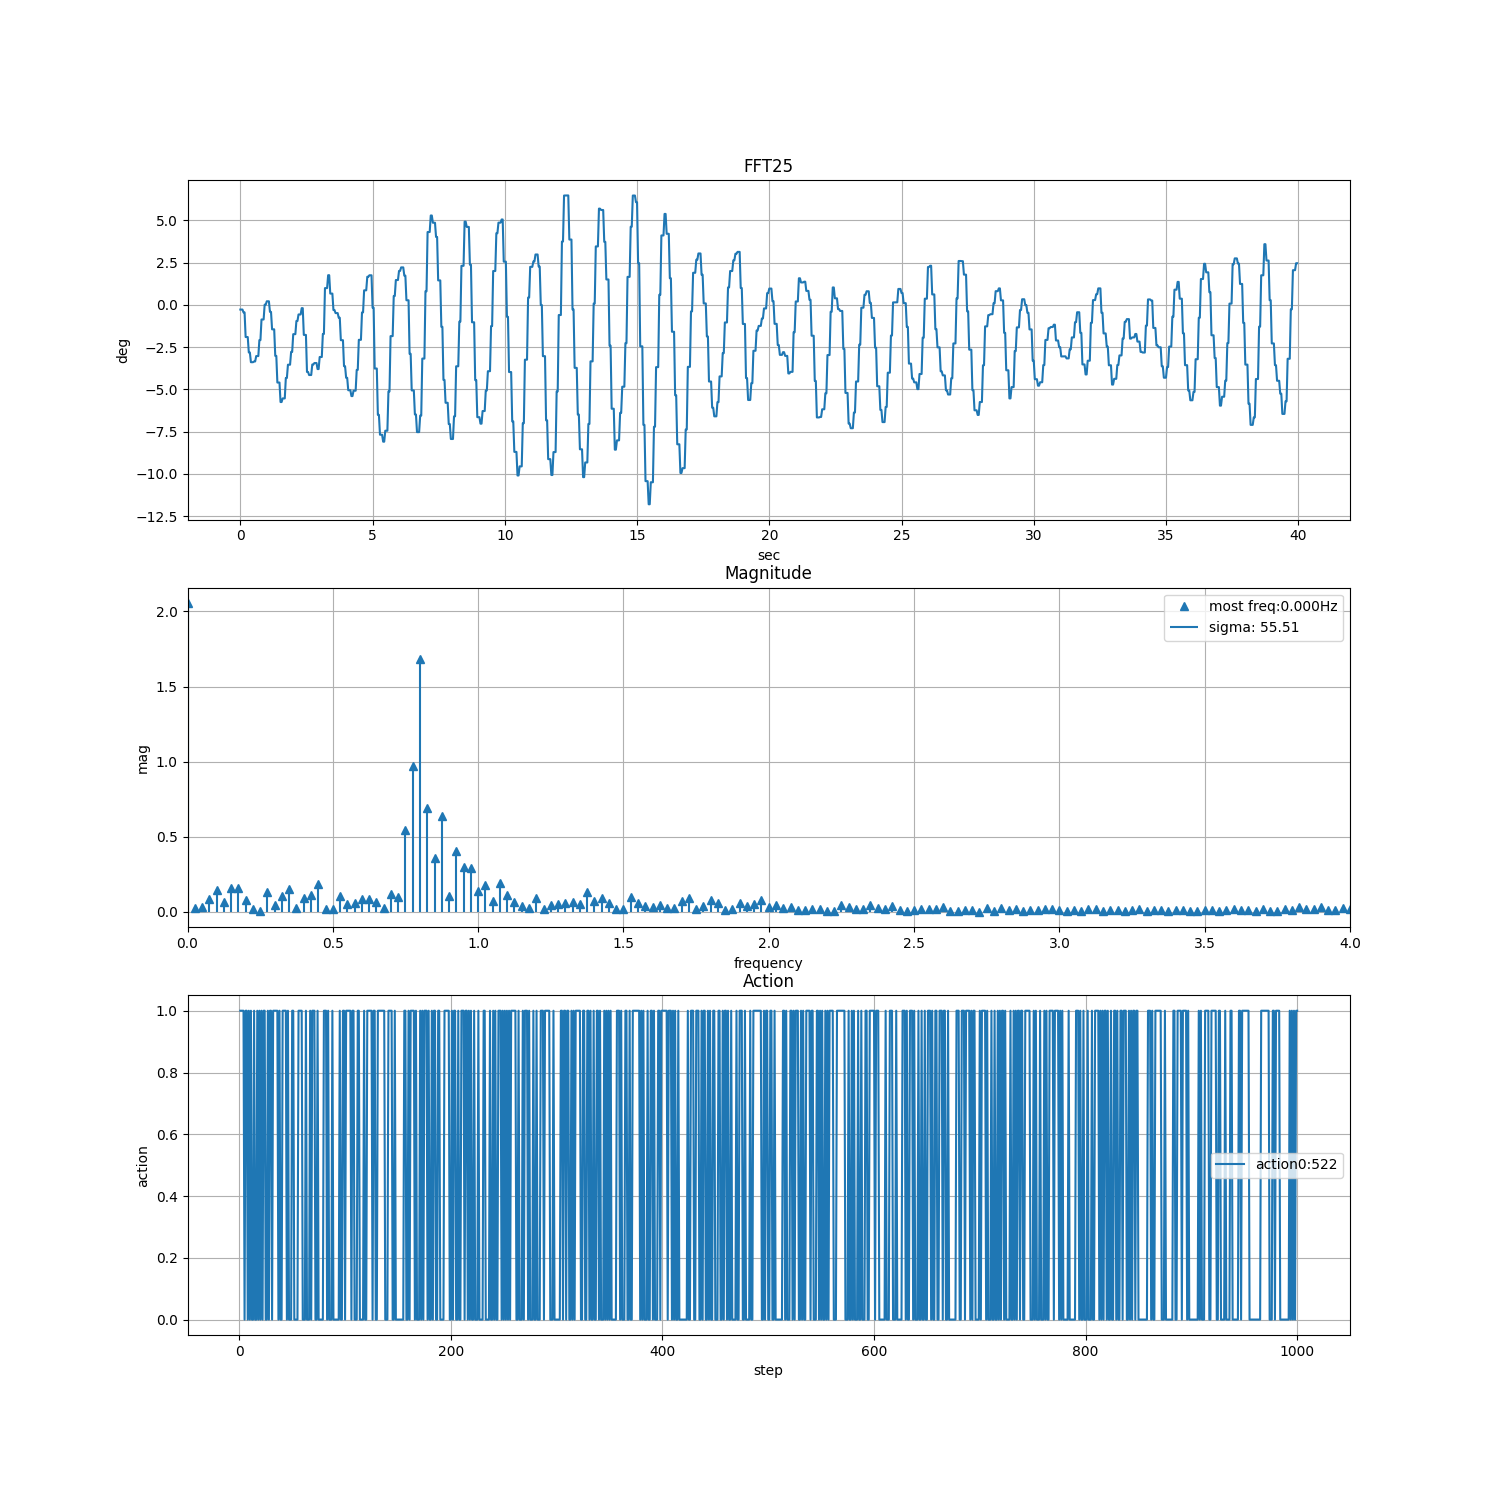 FFT25
5.0
2.5
0.0
−2.5
−5.0
−7.5
−10.0
−12.5
deg
0 5 10 15 20 25 30 35 40
sec
Magnitude
most freq:0.000Hz
sigma: 55.51
2.0
1.5
1.0
0.5
0.0
mag
0.0 0.5 1.0 1.5 2.0 2.5 3.0 3.5 4.0
frequency
Action
1.0
0.8
0.6
0.4
0.2
0.0
action
action0:522
0 200 400 600 800 1000
step